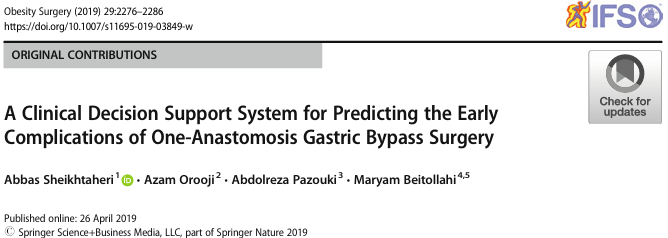 Obesity Surgery (2019) 29:2276–2286
https://doi.org/10.1007/s11695-019-03849-w
IFSO
ORIGINAL CONTRIBUTIONS
Check for
updates
A Clinical Decision Support System for Predicting the Early
Complications of One-Anastomosis Gastric Bypass Surgery
Abbas Sheikhtaheri 1 iD · Azam Orooji 2 · Abdolreza Pazouki 3 · Maryam Beitollahi 4,5
Published online: 26 April 2019
© Springer Science+Business Media, LLC, part of Springer Nature 2019